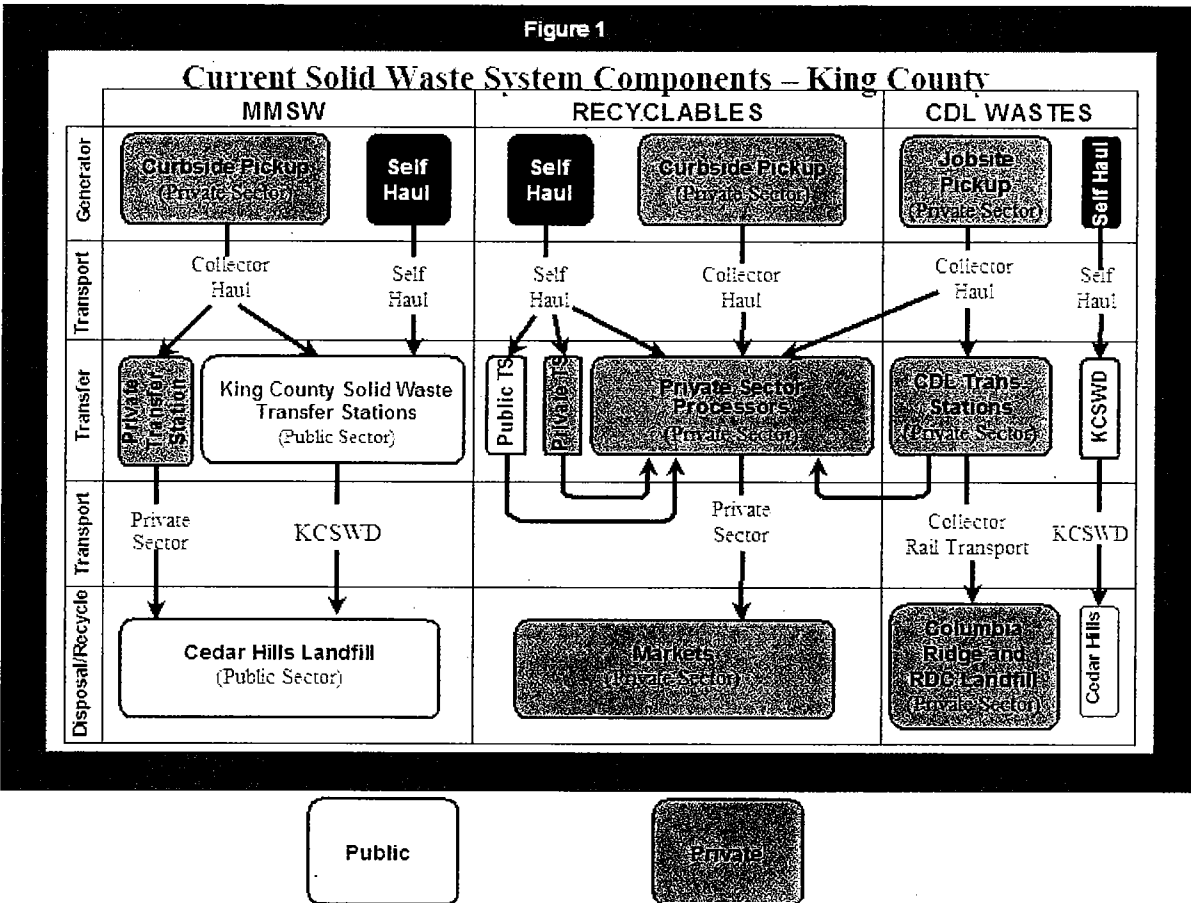 Figure 1
Current Solid Waste System Components – King County
MMSW
RECYCLABLES
CDL WASTES
Generator
Curbside Pickup
(Private Sector)
Self
Haul
Self
Haul
Curbside Pickup
(Private Sector)
Jobsite
Pickup
(Private Sector)
Self Haul
Transport
Collector
Haul
Self
Haul
Self
Haul
Collector
Haul
Collector
Haul
Self
Haul
Transfer
Private
Transfer
Station
King County Solid Waste
Transfer Stations
(Public Sector)
Public TS
Private TS
Private Sector
Processors
(Private Sector)
CDL Trans
Stations
(Private Sector)
KCSWD
Transport
Private
Sector
KCSWD
Private
Sector
Collector
Rail Transport
KCSWD
Disposal/Recycle
Cedar Hills Landfill
(Public Sector)
Markets
(Private Sector)
Columbia
Ridge and
RDC Landfill
(Private Sector)
Cedar Hills
Public
Private